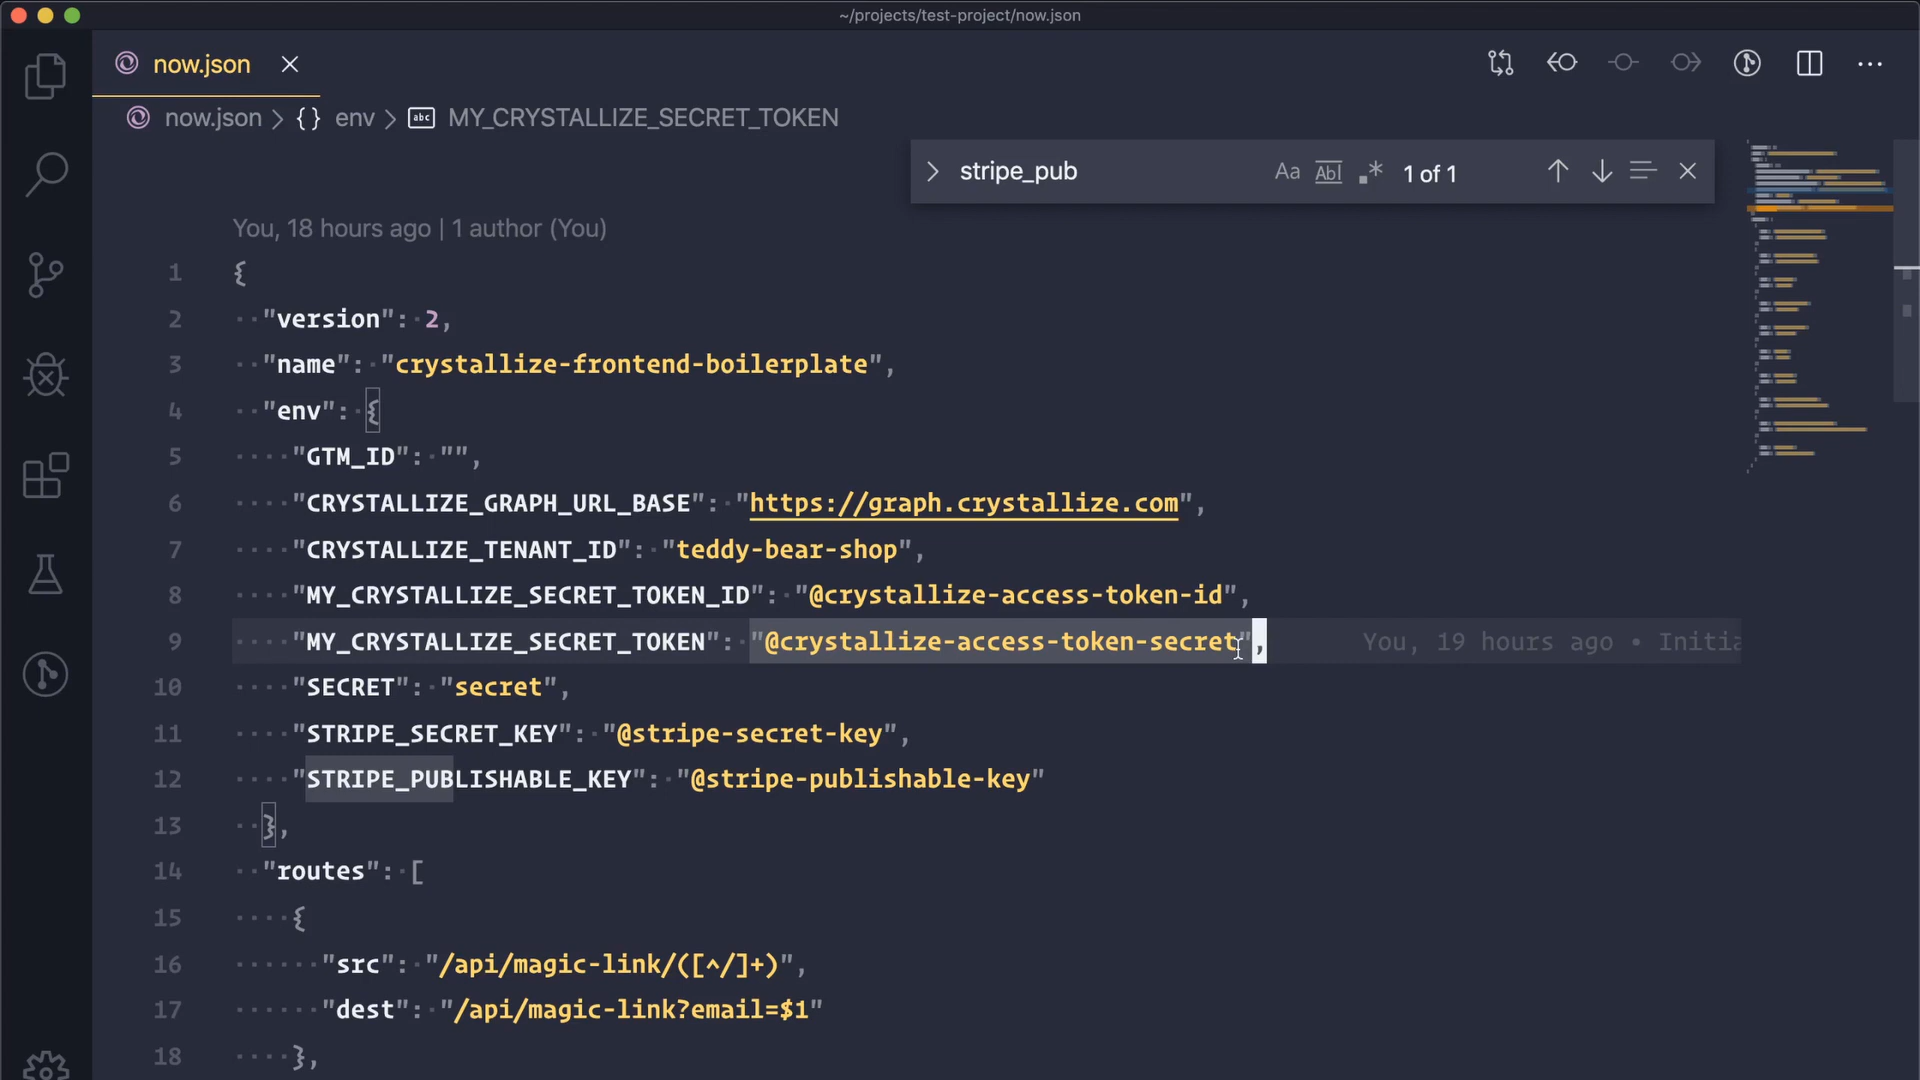 ~/projects/test-project/now.json
now.json
now.json > {} env > abc MY_CRYSTALLIZE_SECRET_TOKEN
stripe_pub Aa Abl .* 1 of 1
You, 18 hours ago | 1 author (You)
1 {
2 "version": 2,
3 "name": "crystallize-frontend-boilerplate",
4 "env": {
5 "GTM_ID": "",
6 "CRYSTALLIZE_GRAPH_URL_BASE": "https://graph.crystallize.com",
7 "CRYSTALLIZE_TENANT_ID": "teddy-bear-shop",
8 "MY_CRYSTALLIZE_SECRET_TOKEN_ID": "@crystallize-access-token-id",
9 "MY_CRYSTALLIZE_SECRET_TOKEN": "@crystallize-access-token-secret", You, 19 hours ago • Initia
10 "SECRET": "secret",
11 "STRIPE_SECRET_KEY": "@stripe-secret-key",
12 "STRIPE_PUBLISHABLE_KEY": "@stripe-publishable-key"
13 },
14 "routes": [
15 {
16 "src": "/api/magic-link/([^/]+)",
17 "dest": "/api/magic-link?email=$1"
18 },